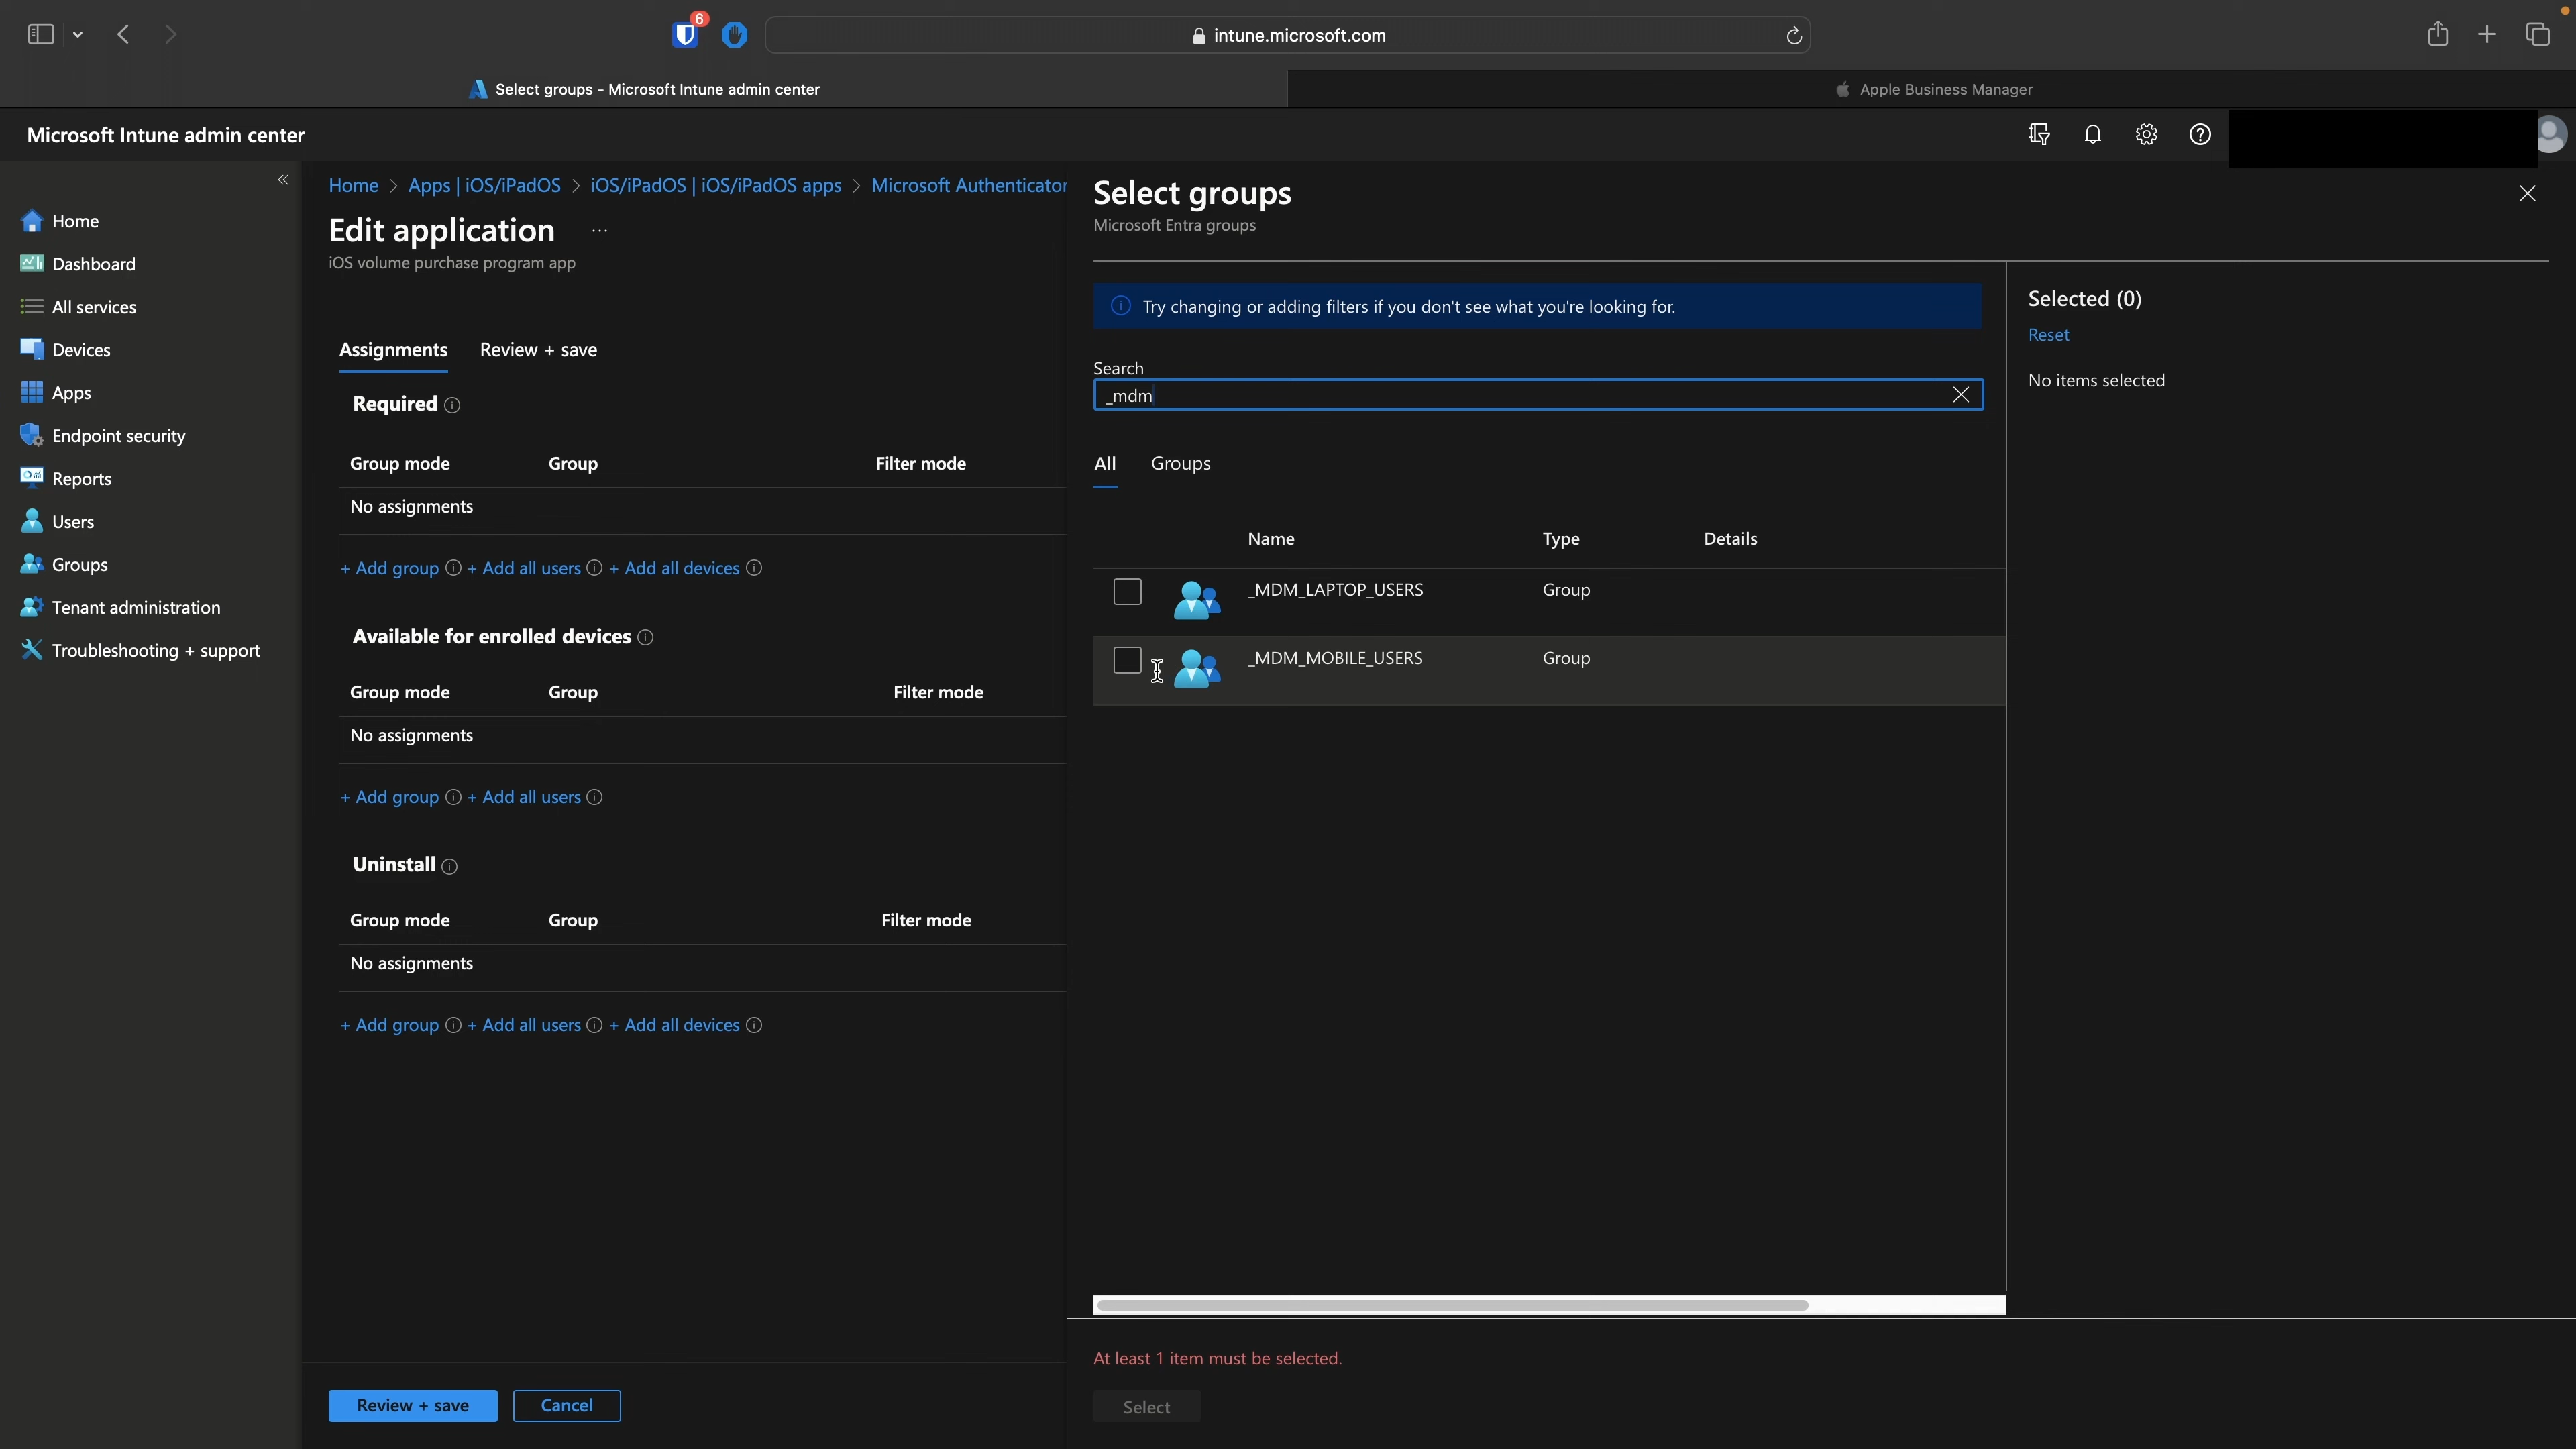 6
intune.microsoft.com
Select groups - Microsoft Intune admin center
Apple Business Manager
Microsoft Intune admin center
Home
Dashboard
All services
Devices
Apps
Endpoint security
Reports
Users
Groups
Tenant administration
Troubleshooting + support
Home > Apps | iOS/iPadOS > iOS/iPadOS | iOS/iPadOS apps > Microsoft Authenticator
Edit application ...
iOS volume purchase program app
Assignments Review + save
Required
Group mode Group Filter mode
No assignments
+ Add group + Add all users + Add all devices
Available for enrolled devices
Group mode Group Filter mode
No assignments
+ Add group + Add all users
Uninstall
Group mode Group Filter mode
No assignments
+ Add group + Add all users + Add all devices
Review + save Cancel
Select groups
Microsoft Entra groups
Try changing or adding filters if you don't see what you're looking for.
Search
_mdm
All Groups
Name Type Details
_MDM_LAPTOP_USERS Group
_MDM_MOBILE_USERS Group
At least 1 item must be selected.
Select
Selected (0)
Reset
No items selected